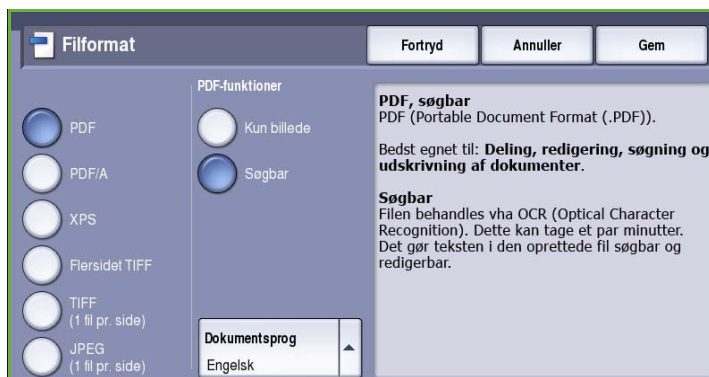 Filformat
Fortryd
Annuller
Gem
PDF
PDF/A
XPS
Flersidet TIFF
TIFF
(1 fil pr. side)
JPEG
(1 fil pr. side)
PDF-funktioner
Kun billede
Søgbar
Dokumentsprog
Engelsk
PDF, søgbar
PDF (Portable Document Format (.PDF)).
Bedst egnet til: Deling, redigering, søgning og
udskrivning af dokumenter.
Søgbar
Filen behandles vha OCR (Optical Character
Recognition). Dette kan tage et par minutter.
Det gør teksten i den oprettede fil søgbar og
redigerbar.